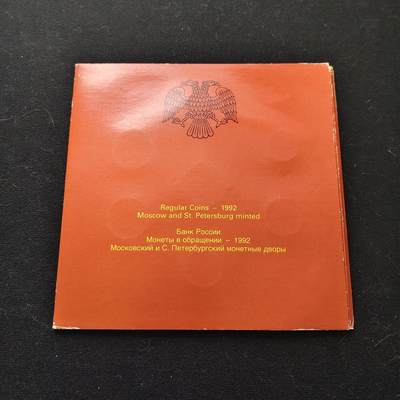 Regular Coins – 1992
Moscow and St. Petersburg minted
Банк России
Монеты в обращении – 1992
Московский и С. Петербургский монетные дворы